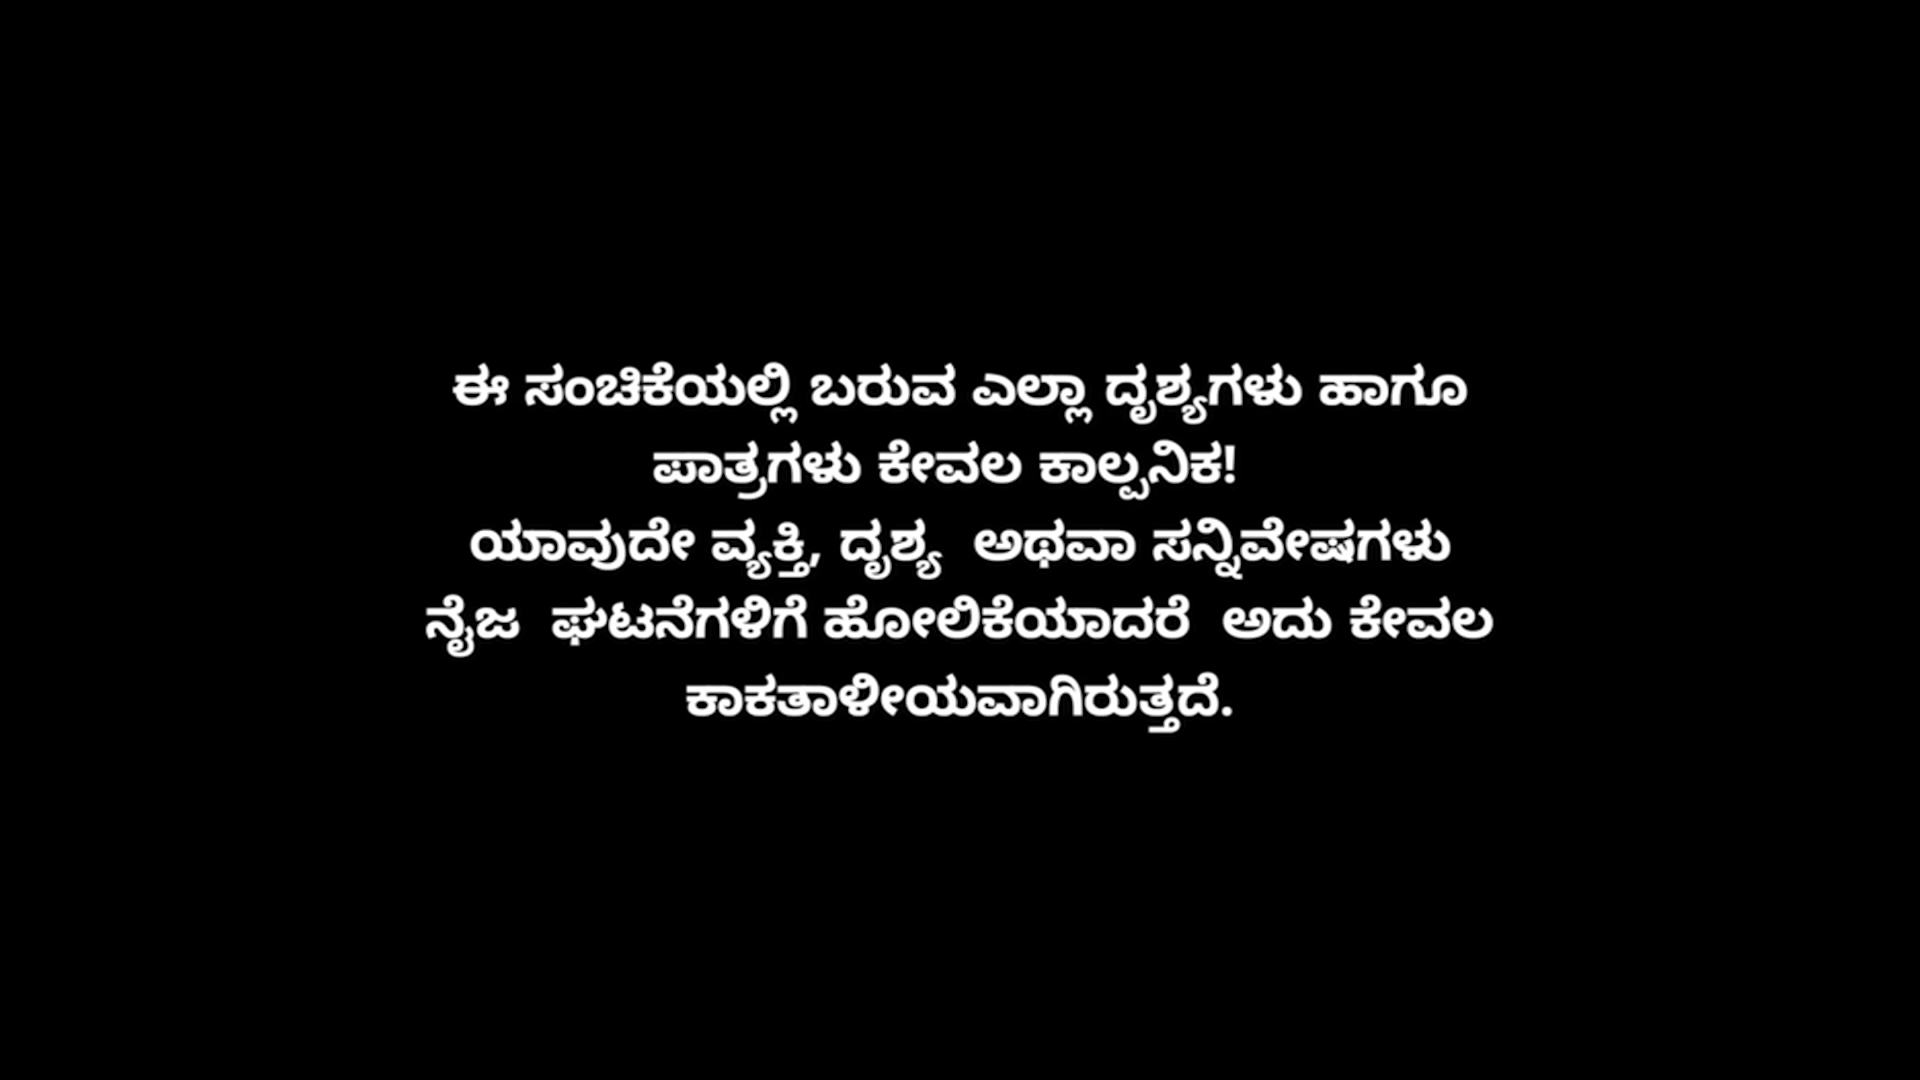 ಈ ಸಂಚಿಕೆಯಲ್ಲಿ ಬರುವ ಎಲ್ಲಾ ದೃಶ್ಯಗಳು ಹಾಗೂ
ಪಾತ್ರಗಳು ಕೇವಲ ಕಾಲ್ಪನಿಕ!
ಯಾವುದೇ ವ್ಯಕ್ತಿ, ದೃಶ್ಯ ಅಥವಾ ಸನ್ನಿವೇಷಗಳು
ನೈಜ ಘಟನೆಗಳಿಗೆ ಹೋಲಿಕೆಯಾದರೆ ಅದು ಕೇವಲ
ಕಾಕತಾಳೀಯವಾಗಿರುತ್ತದೆ.